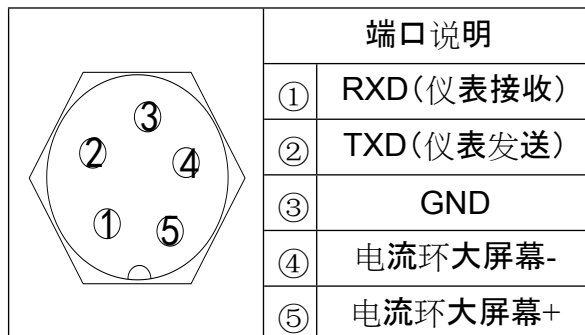 端口说明
① RXD(仪表接收)
② TXD(仪表发送)
③ GND
④ 电流环大屏幕-
⑤ 电流环大屏幕+
3
2
4
1
5